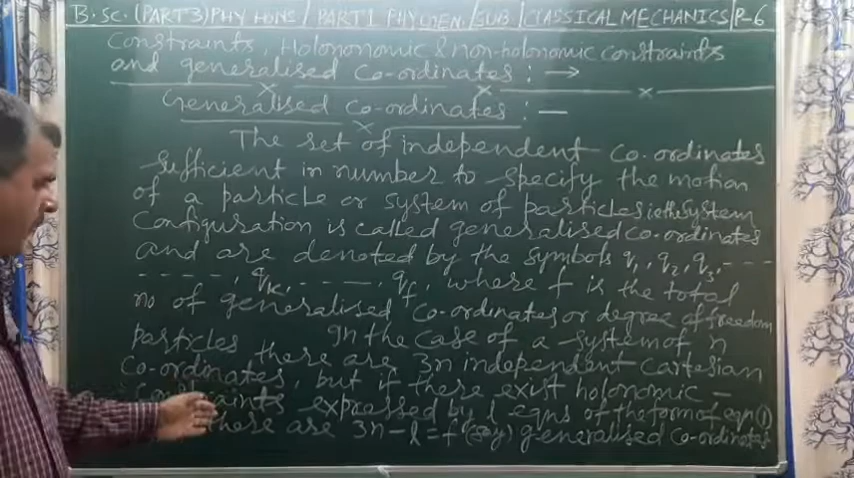 B.SC.(PART3)PHY HONS/PART1 PHY GEN./SUB/CLASSICAL MECHANICS/P-6
Constraints, Holonomic & non-holonomic constraints
and generalised Co-ordinates:→
Generalised Co-ordinates:—
The set of independent co-ordinates
sufficient in number to specify the motion
of a particle or system of particles i.e the system
Configuration is called generalised co-ordinates
and are denoted by the symbols q1, q2, q3, ----
-----, qk, -----, qf, where f is the total
no of generalised co-ordinates or degree of freedom
In the case of a system of n
particles there are 3n independent cartesian
co-ordinates, but if there exist holonomic —
constraints expressed by l eqns of the form of eqn (1)
there are 3n-l=f generalised co-ordinates